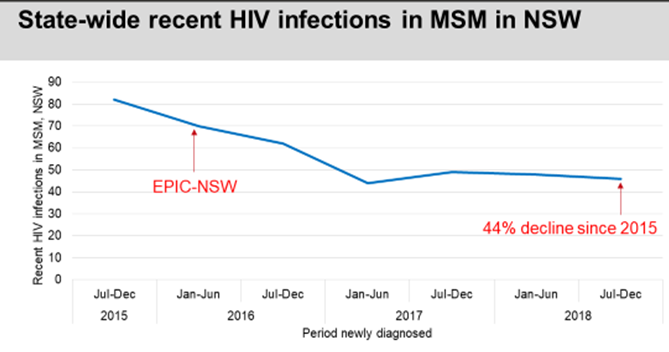 State-wide recent HIV infections in MSM in NSW
Recent HIV infections in MSM, NSW
90
80
70
60
50
40
30
20
10
0
EPIC-NSW
44% decline since 2015
Jul-Dec Jan-Jun Jul-Dec Jan-Jun Jul-Dec Jan-Jun Jul-Dec
2015 2016 2017 2018
Period newly diagnosed